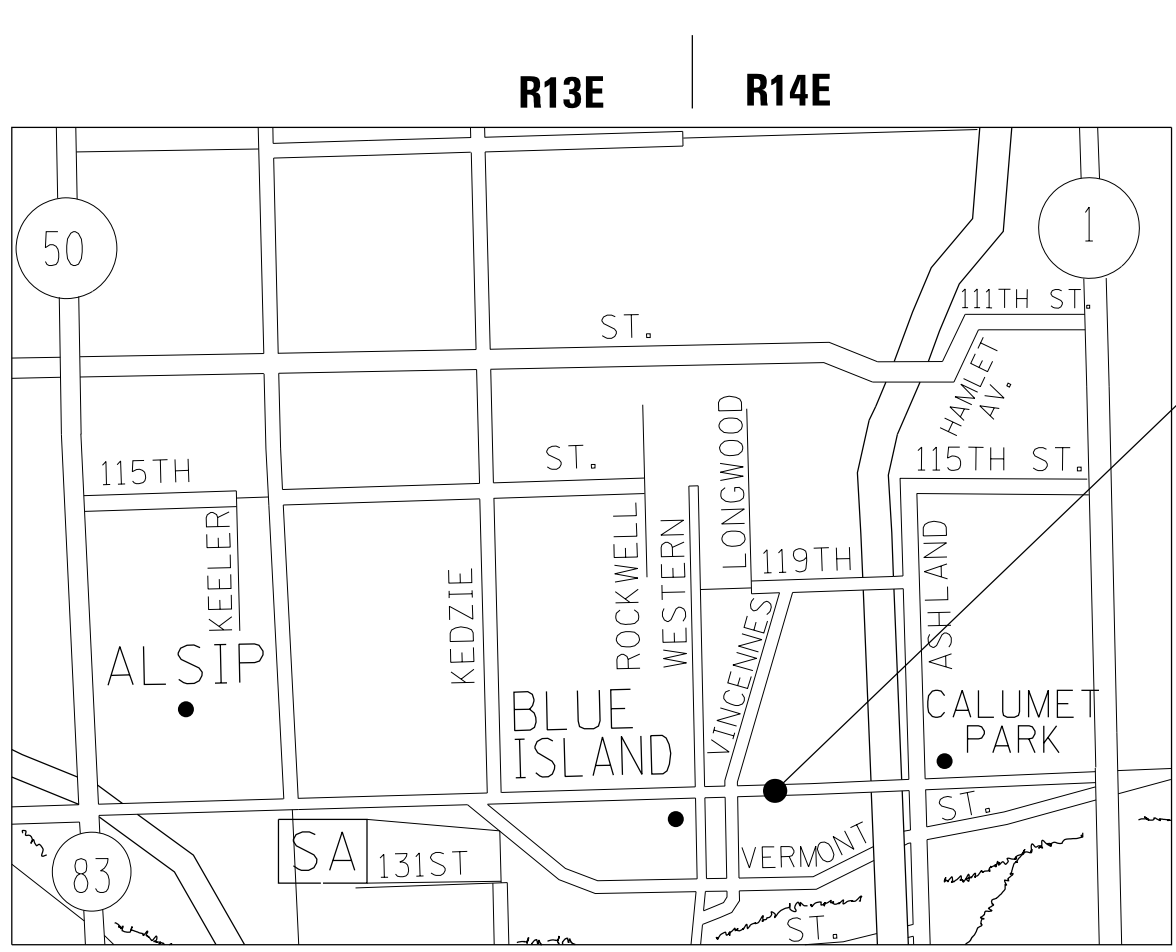 R13E R14E
50
1
111TH ST.
ST.
HAMLET
AV.
LONGWOOD
115TH
ST.
115TH ST.
KEELER
ROCKWELL
WESTERN
119TH
ASHLAND
KEDZIE
VINCENNES
ALSIP
BLUE
ISLAND
CALUMET
PARK
ST.
SA
131ST
VERMONT
83
ST.